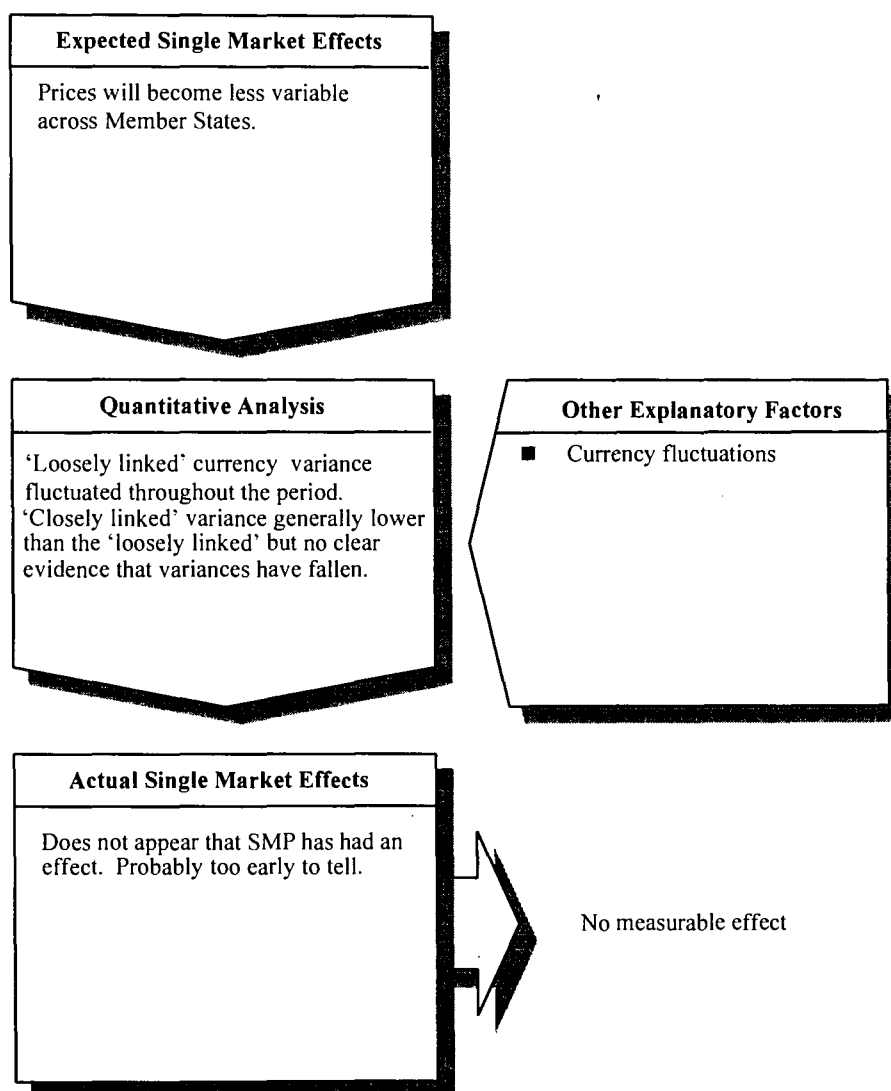 Expected Single Market Effects
Prices will become less variable
across Member States.
Quantitative Analysis
‘Loosely linked’ currency variance
fluctuated throughout the period.
‘Closely linked’ variance generally lower
than the ‘loosely linked’ but no clear
evidence that variances have fallen.
Other Explanatory Factors
■ Currency fluctuations
Actual Single Market Effects
Does not appear that SMP has had an
effect. Probably too early to tell.
No measurable effect